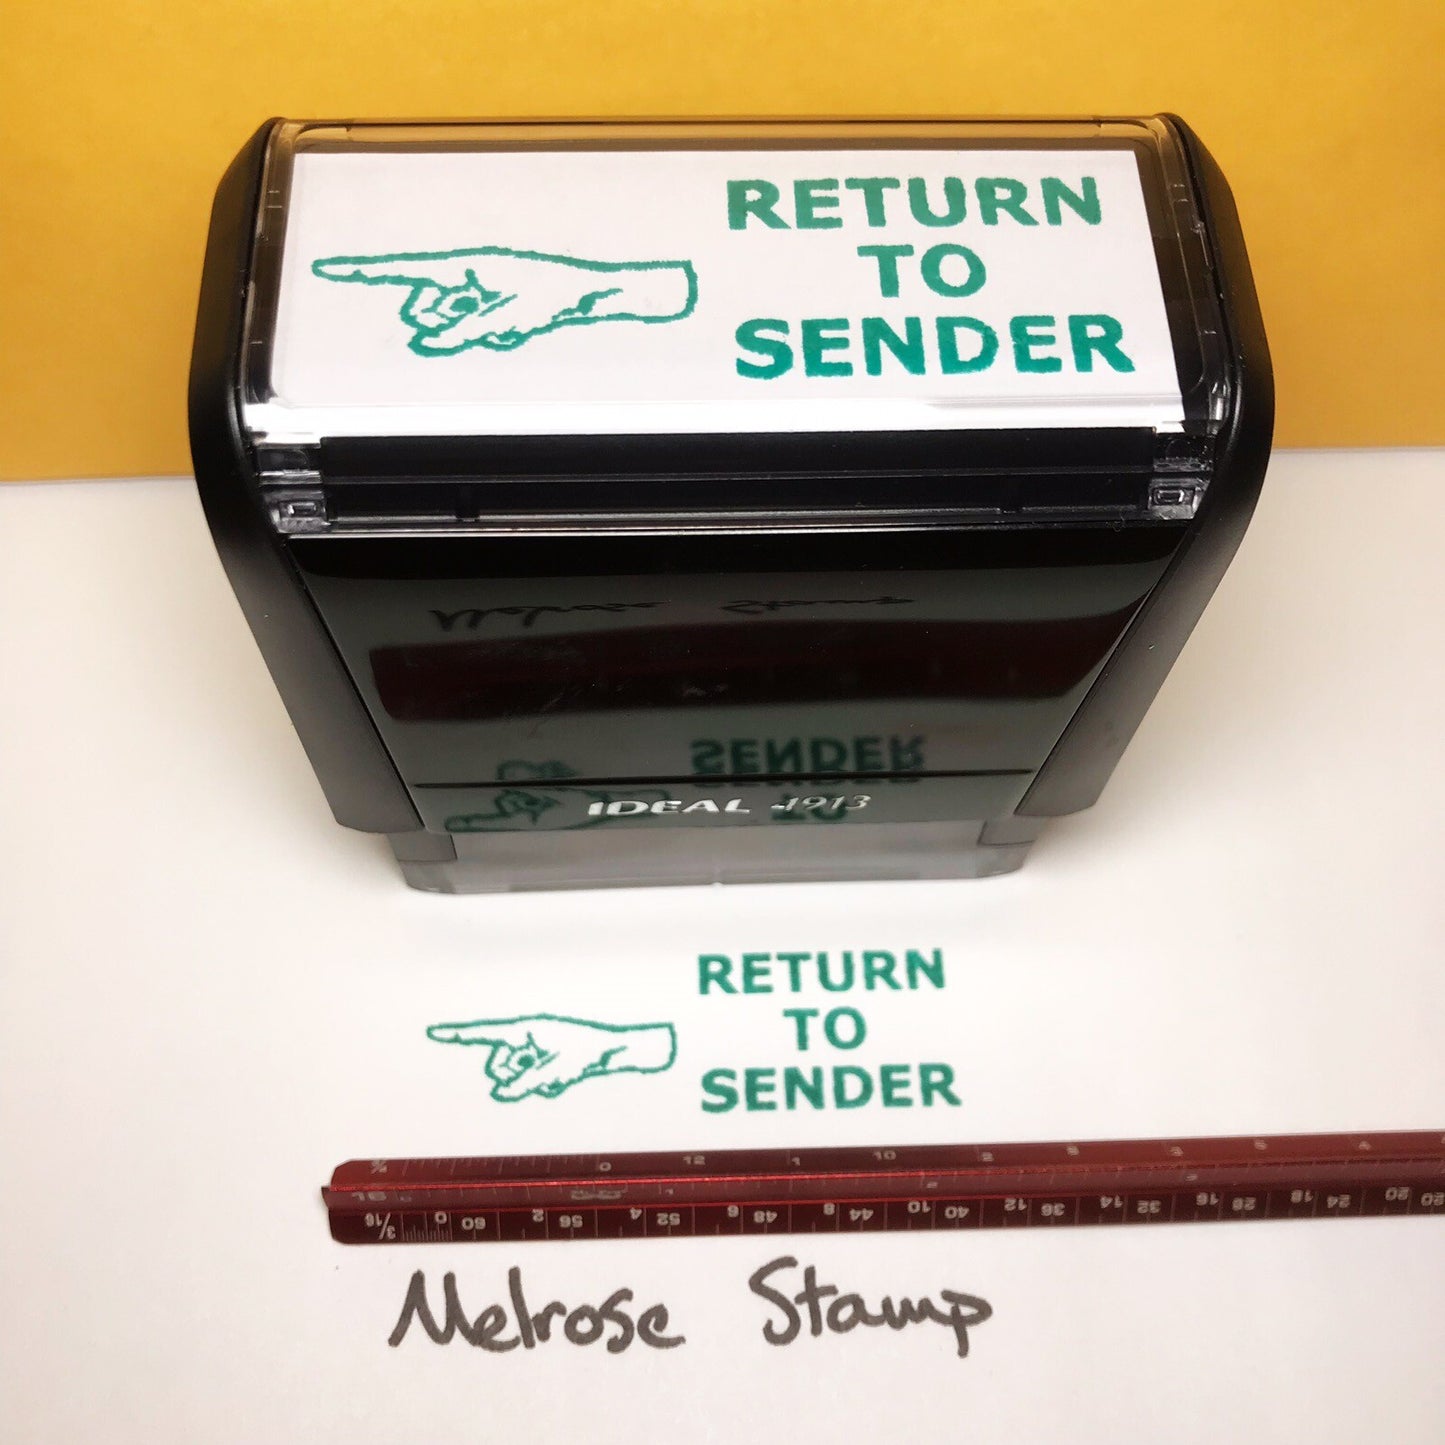 RETURN
TO
SENDER
IDEAL 4913
RETURN
TO
SENDER
Melrose Stamp